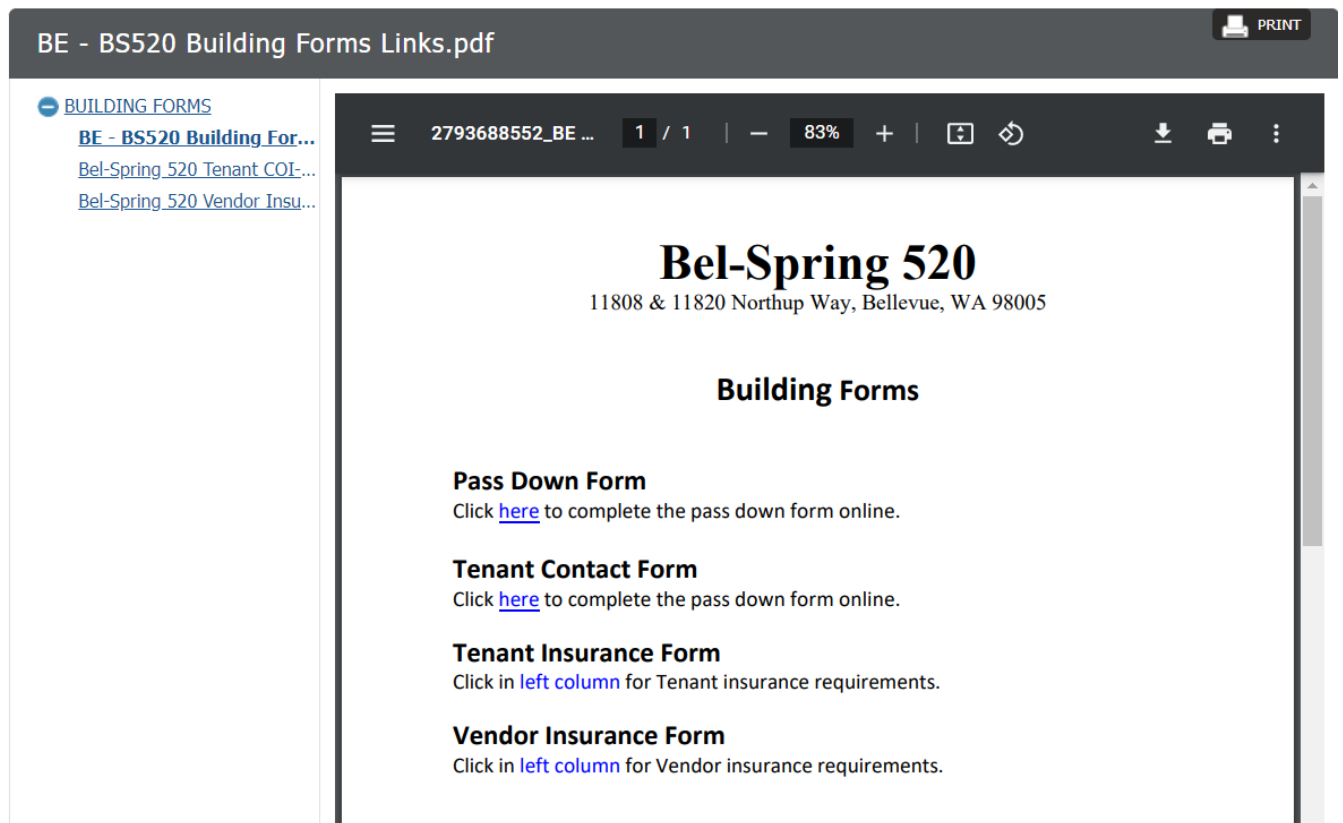 BE - BS520 Building Forms Links.pdf
PRINT
BUILDING FORMS
BE - BS520 Building For...
Bel-Spring 520 Tenant COI-...
Bel-Spring 520 Vendor Insu...
2793688552_BE ...
1 / 1
83%
Bel-Spring 520
11808 & 11820 Northup Way, Bellevue, WA 98005
Building Forms
Pass Down Form
Click here to complete the pass down form online.
Tenant Contact Form
Click here to complete the pass down form online.
Tenant Insurance Form
Click in left column for Tenant insurance requirements.
Vendor Insurance Form
Click in left column for Vendor insurance requirements.